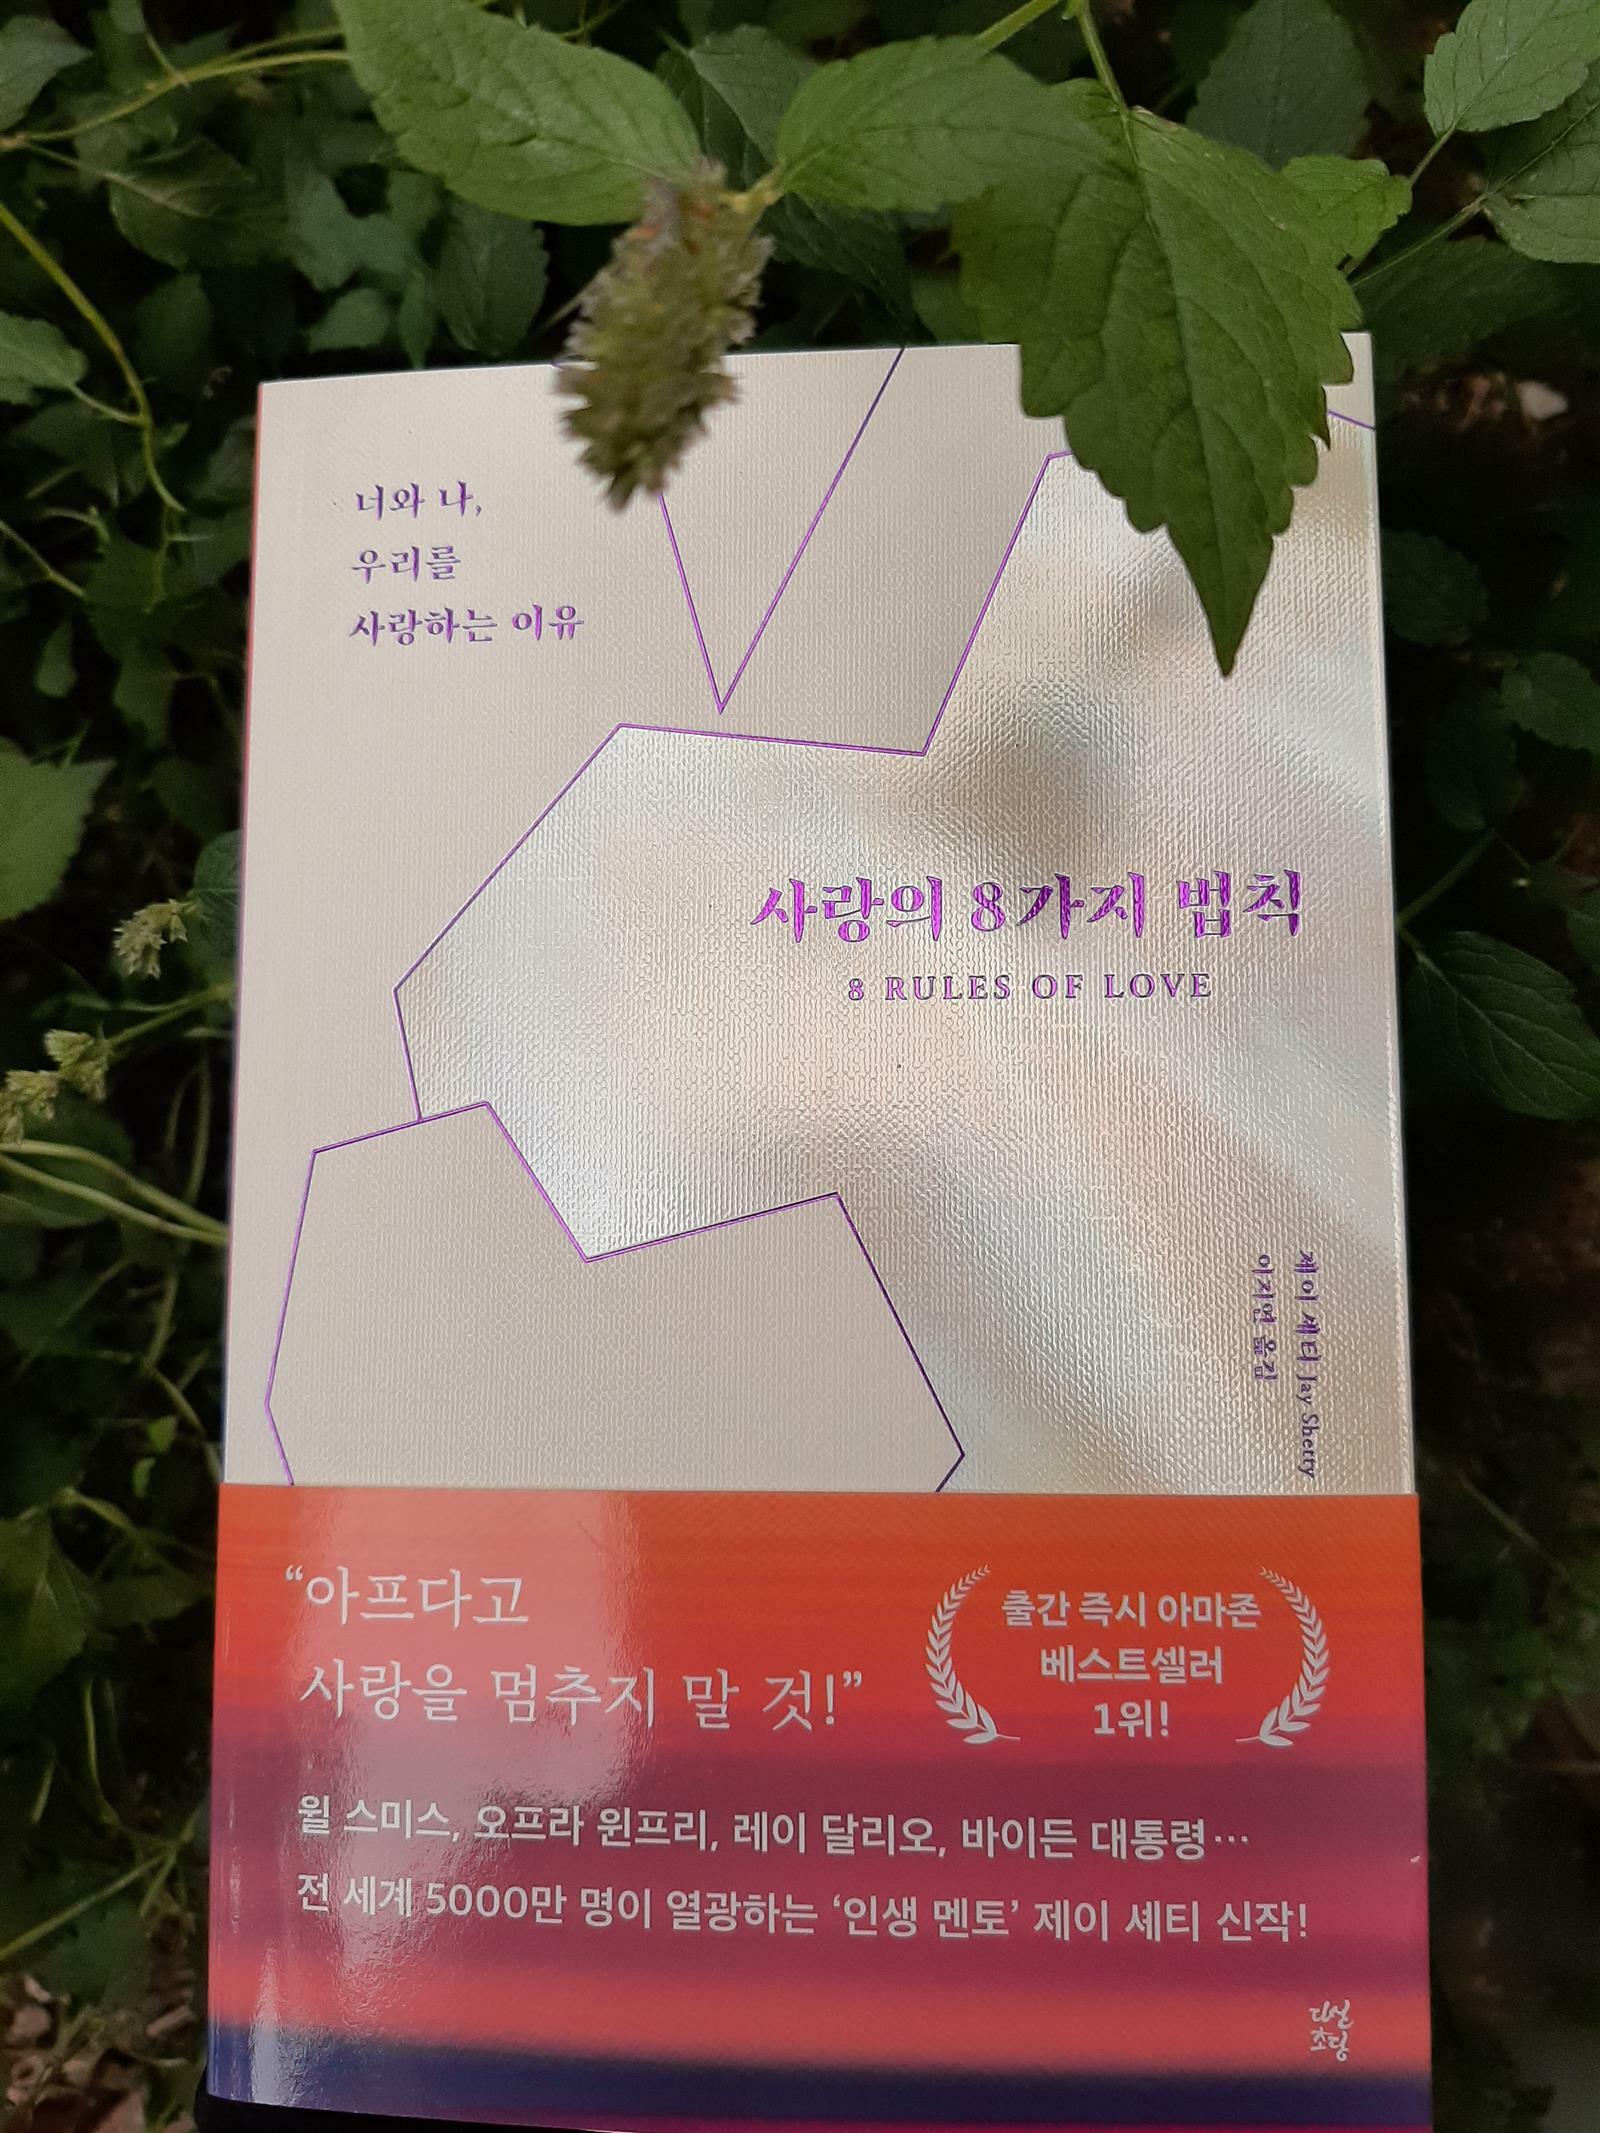 너와 나,
우리를
사랑하는 이유
사랑의 8가지 법칙
8 RULES OF LOVE
제이 셰티 Jay Shetty
이지연 옮김
“아프다고
사랑을 멈추지 말 것!”
출간 즉시 아마존
베스트셀러
1위!
윌 스미스, 오프라 윈프리, 레이 달리오, 바이든 대통령…
전 세계 5000만 명이 열광하는 ‘인생 멘토’ 제이 셰티 신작!
다산
초당